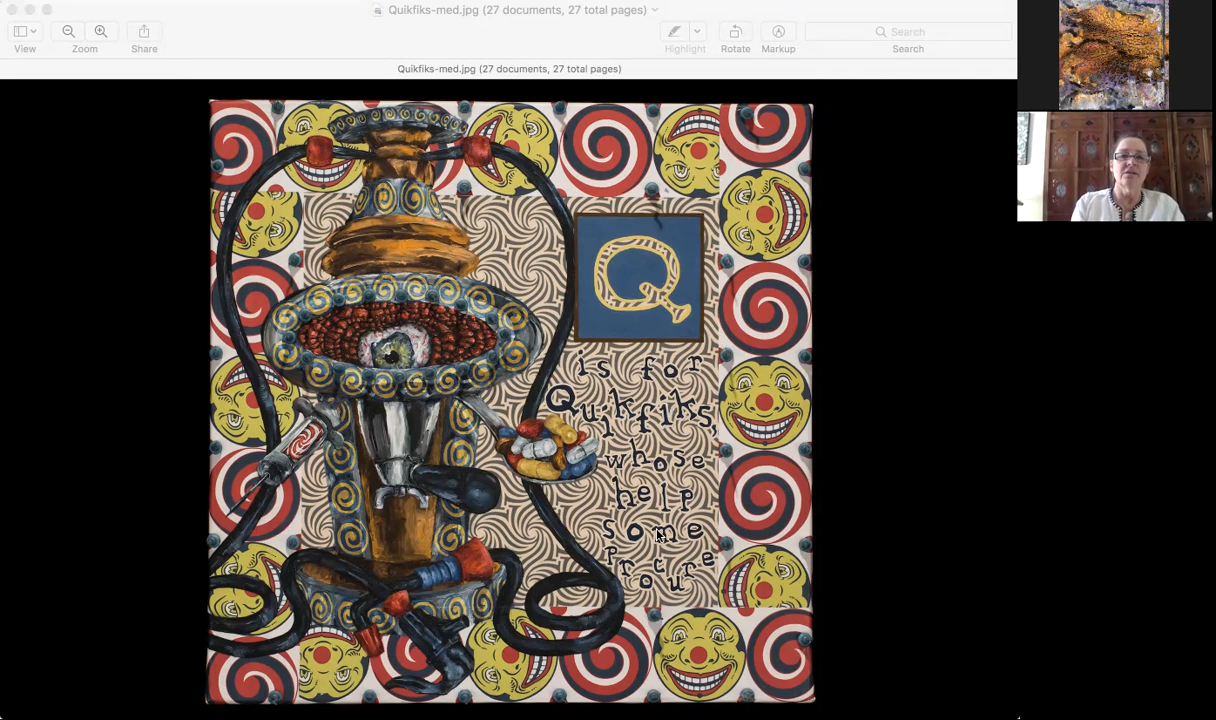 Quikfiks-med.jpg (27 documents, 27 total pages)
View
Zoom
Share
Highlight
Rotate
Markup
Search
Search
Quikfiks-med.jpg (27 documents, 27 total pages)
Q
is for
Quikfiks,
whose
help
some
procure